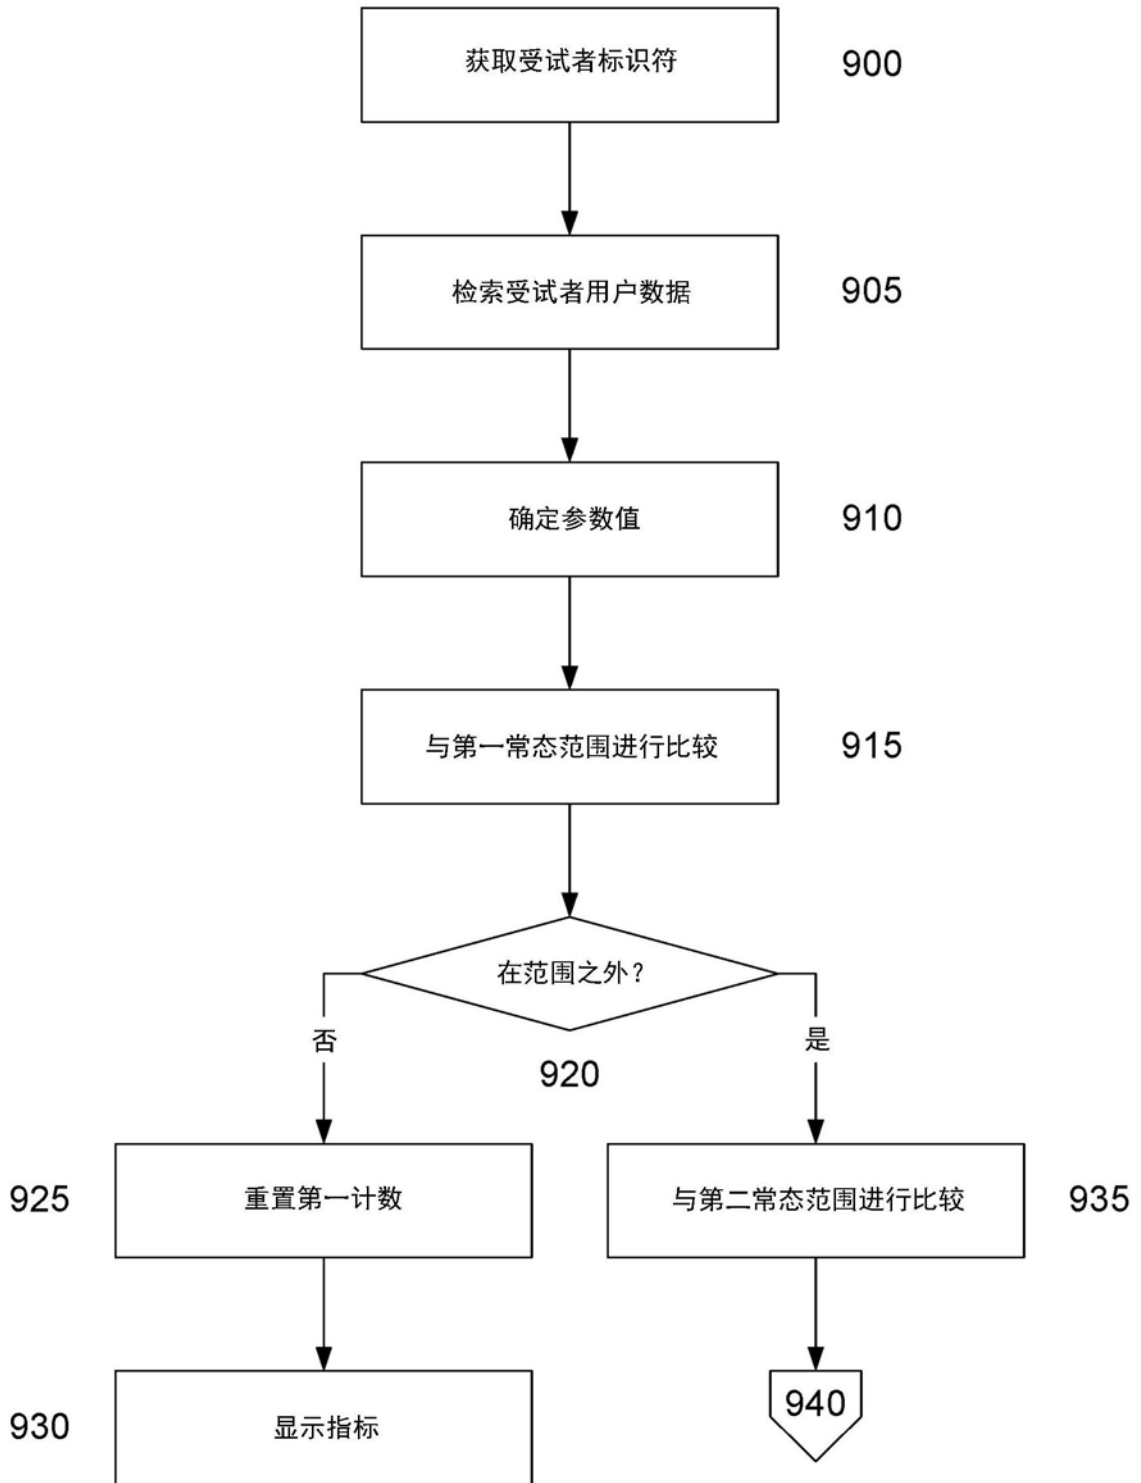 获取受试者标识符
900
检索受试者用户数据
905
确定参数值
910
与第一常态范围进行比较
915
在范围之外?
否
是
920
925
重置第一计数
与第二常态范围进行比较
935
930
显示指标
940